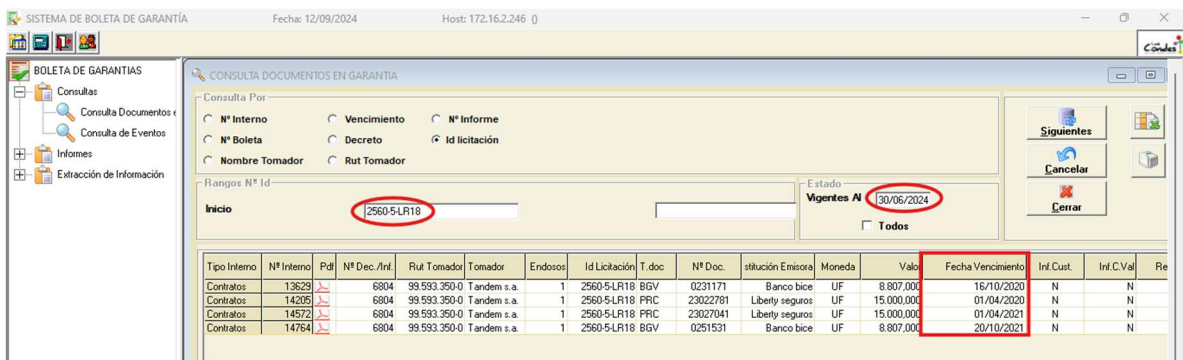 SISTEMA DE BOLETA DE GARANTÍA Fecha: 12/09/2024 Host: 172.16.2.246 ()
Condes
BOLETA DE GARANTIAS
Consultas
Consulta Documentos e
Consulta de Eventos
Informes
Extracción de Información
CONSULTA DOCUMENTOS EN GARANTIA
Consulta Por
Nº Interno Vencimiento Nº Informe
Nº Boleta Decreto Id licitación
Nombre Tomador Rut Tomador
Siguientes
Cancelar
Cerrar
Rangos Nº Id
Inicio 2560-5-LR18
Estado
Vigentes Al 30/06/2024
Todos
Tipo Interno Nº Interno Pdf Nº Dec./Inf. Rut Tomador Tomador Endosos Id Licitación T.doc Nº Doc. stitución Emisora Moneda Valor Fecha Vencimiento Inf.Cust. Inf.C.Val Re
Contratos 13629 6804 99.593.350-0 Tandem s.a. 1 2560-5-LR18 BGV 0231171 Banco bice UF 8.807,000 16/10/2020 N N
Contratos 14205 6804 99.593.350-0 Tandem s.a. 1 2560-5-LR18 PRC 23022781 Liberty seguros UF 15.000,000 01/04/2020 N N
Contratos 14572 6804 99.593.350-0 Tandem s.a. 1 2560-5-LR18 PRC 23027041 Liberty seguros UF 15.000,000 01/04/2021 N N
Contratos 14764 6804 99.593.350-0 Tandem s.a. 1 2560-5-LR18 BGV 0251531 Banco bice UF 8.807,000 20/10/2021 N N